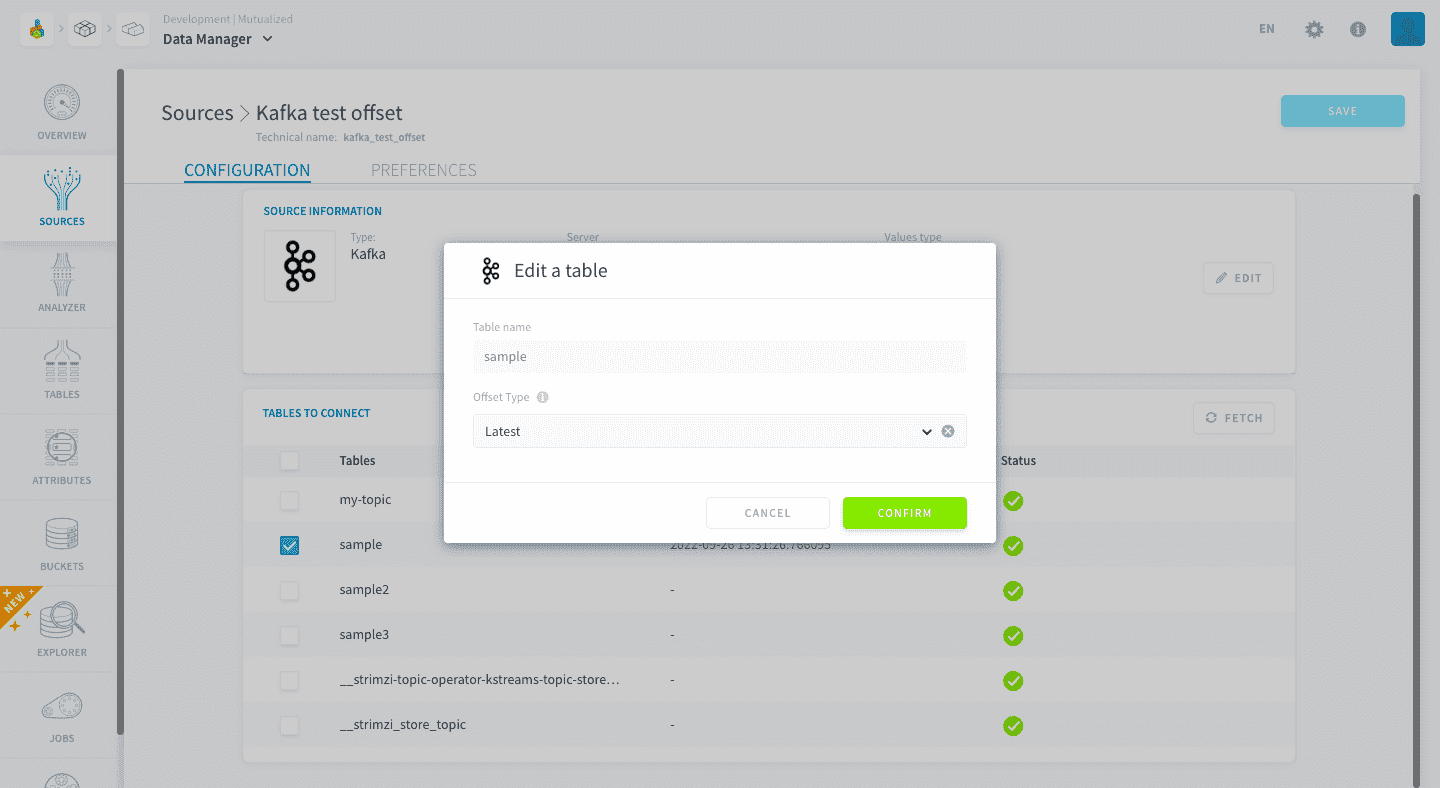 Development | Mutualized
Data Manager
EN
OVERVIEW
SOURCES
ANALYZER
TABLES
ATTRIBUTES
BUCKETS
NEW
EXPLORER
JOBS
Sources > Kafka test offset
Technical name: kafka_test_offset
SAVE
CONFIGURATION PREFERENCES
SOURCE INFORMATION
Type: Server Values type
Kafka
EDIT
Edit a table
Table name
sample
Offset Type
Latest
CANCEL CONFIRM
TABLES TO CONNECT
FETCH
Tables Status
my-topic
sample 2022-09-26 13:31:26.766095
sample2 -
sample3 -
__strimzi-topic-operator-kstreams-topic-store… -
__strimzi_store_topic -